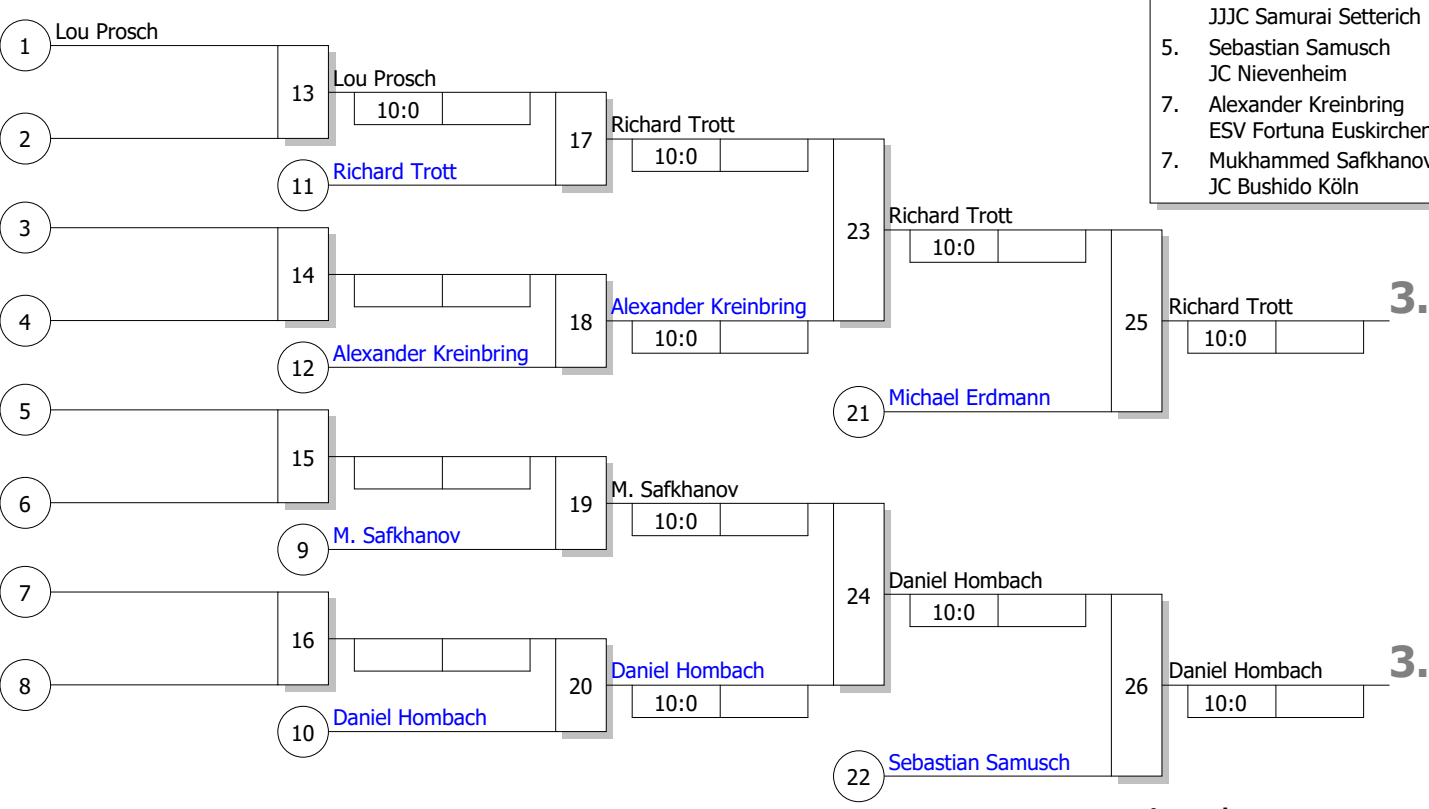 JJJC Samurai Setterich
5. Sebastian Samusch
JC Nievenheim
7. Alexander Kreinbring
ESV Fortuna Euskirchen
7. Mukhammed Safkhanov
JC Bushido Köln
1 Lou Prosch
2
13 Lou Prosch
10:0
11 Richard Trott
17 Richard Trott
10:0
3
4
14
12 Alexander Kreinbring
18 Alexander Kreinbring
10:0
23 Richard Trott
10:0
21 Michael Erdmann
25 Richard Trott 3.
10:0
5
6
15
9 M. Safkhanov
19 M. Safkhanov
10:0
7
8
16
10 Daniel Hombach
20 Daniel Hombach
10:0
24 Daniel Hombach
10:0
22 Sebastian Samusch
26 Daniel Hombach 3.
10:0